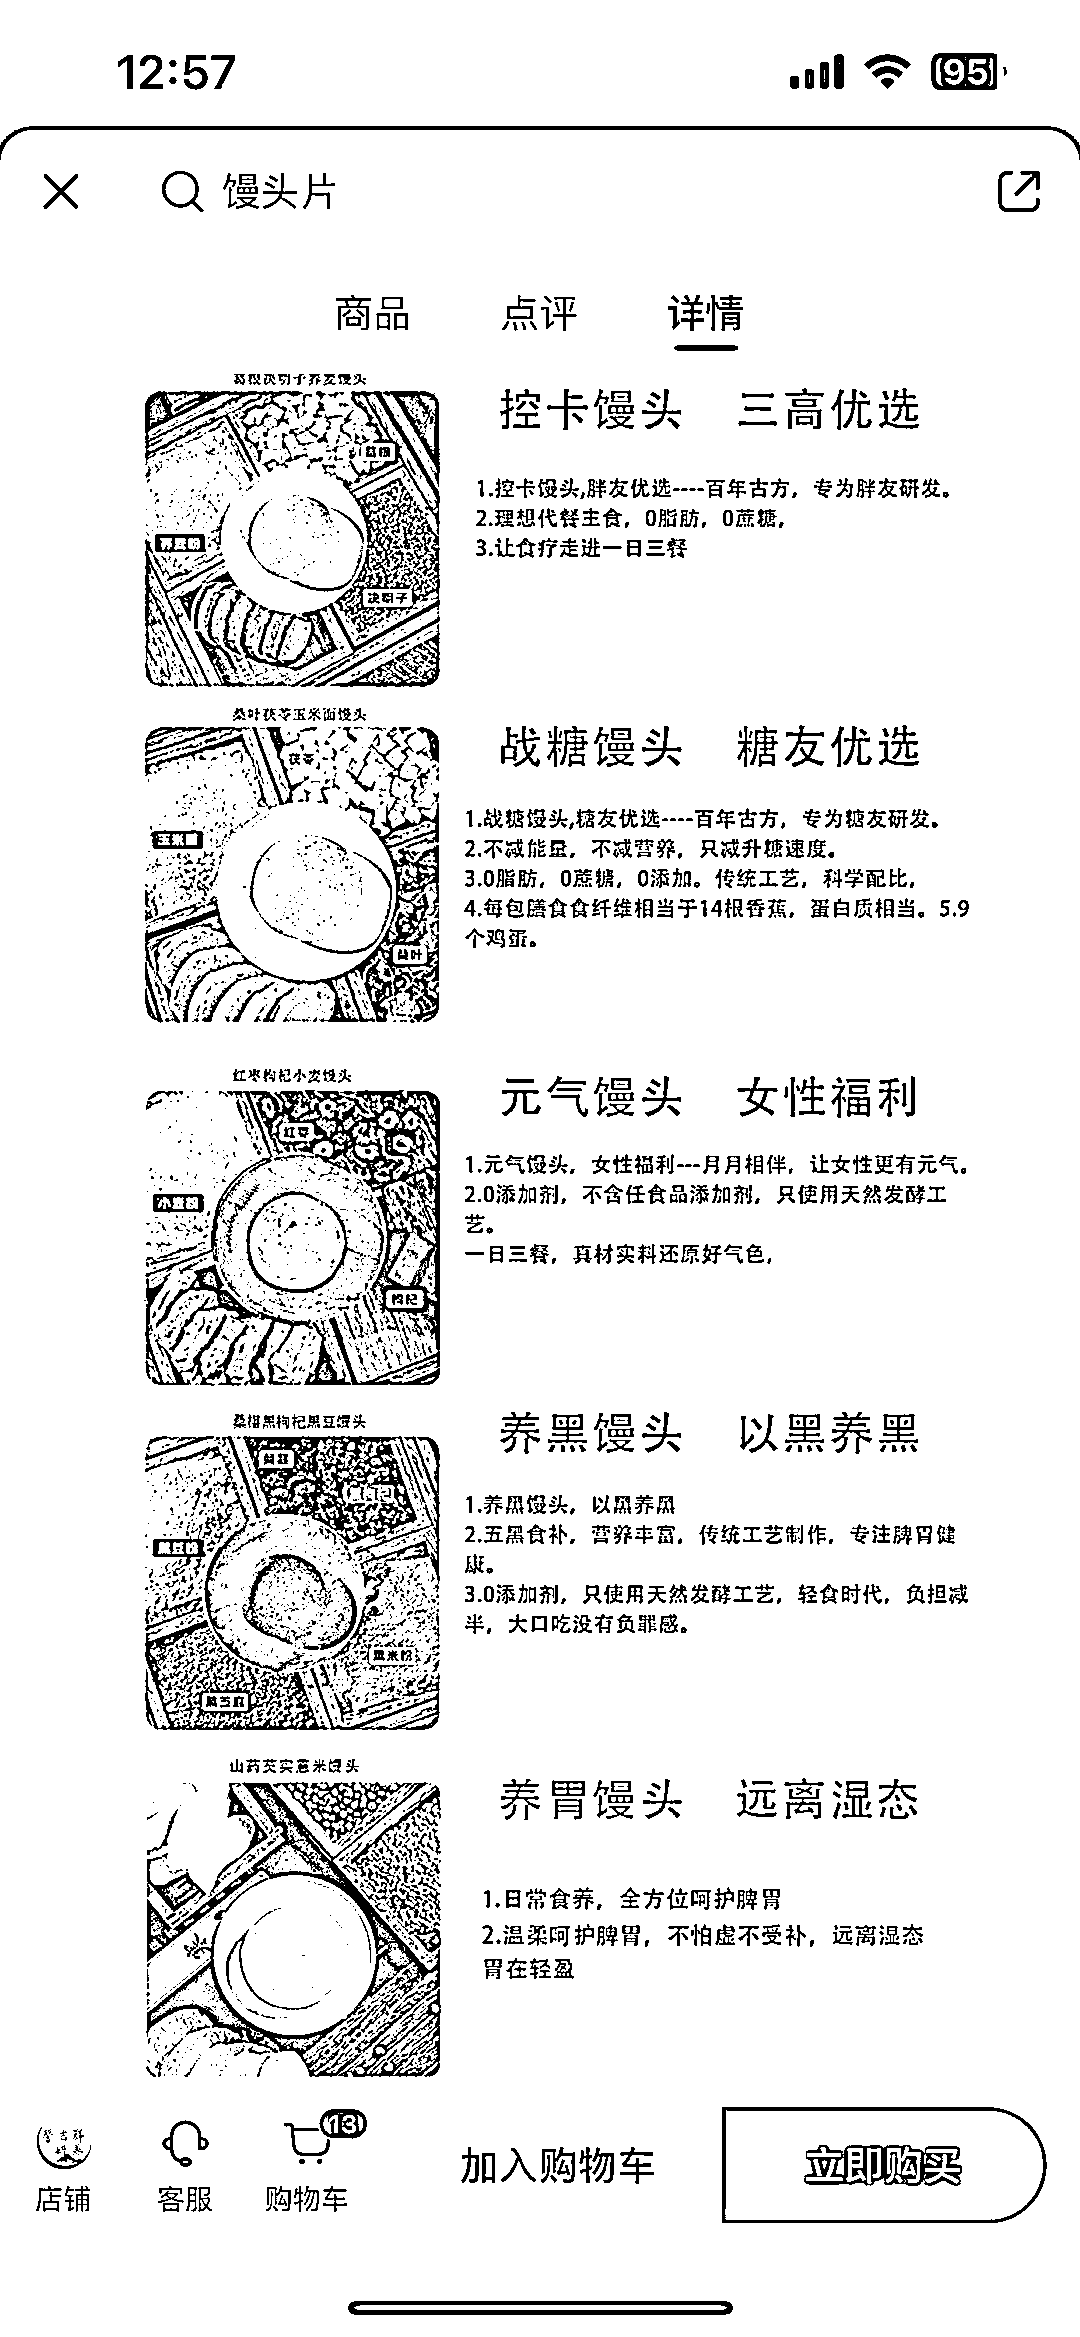 12:57
95
馒头片
商品
点评
详情
葛根决明子荞麦馒头
控卡馒头 三高优选
决明子
1.控卡馒头,胖友优选----百年古方，专为胖友研发。
2.理想代餐主食，0脂肪，0蔗糖，
3.让食疗走进一日三餐
桑叶茯苓玉米面馒头
战糖馒头 糖友优选
茯苓
桑叶
1.战糖馒头,糖友优选----百年古方，专为糖友研发。
2.不减能量，不减营养，只减升糖速度。
3.0脂肪，0蔗糖，0添加。传统工艺，科学配比，
4.每包膳食食纤维相当于14根香蕉，蛋白质相当。5.9
个鸡蛋。
红枣枸杞小麦馒头
元气馒头 女性福利
红枣
枸杞
1.元气馒头，女性福利---月月相伴，让女性更有元气。
2.0添加剂，不含任食品添加剂，只使用天然发酵工
艺。
一日三餐，真材实料还原好气色，
桑椹黑枸杞黑豆馒头
养黑馒头 以黑养黑
黑米粉
黑芝麻
1.养黑馒头，以黑养黑
2.五黑食补，营养丰富，传统工艺制作，专注脾胃健
康。
3.0添加剂，只使用天然发酵工艺，轻食时代，负担减
半，大口吃没有负罪感。
山药芡实薏米馒头
养胃馒头 远离湿态
1.日常食养，全方位呵护脾胃
2.温柔呵护脾胃，不怕虚不受补，远离湿态
胃在轻盈
店铺
客服
13
购物车
加入购物车
立即购买